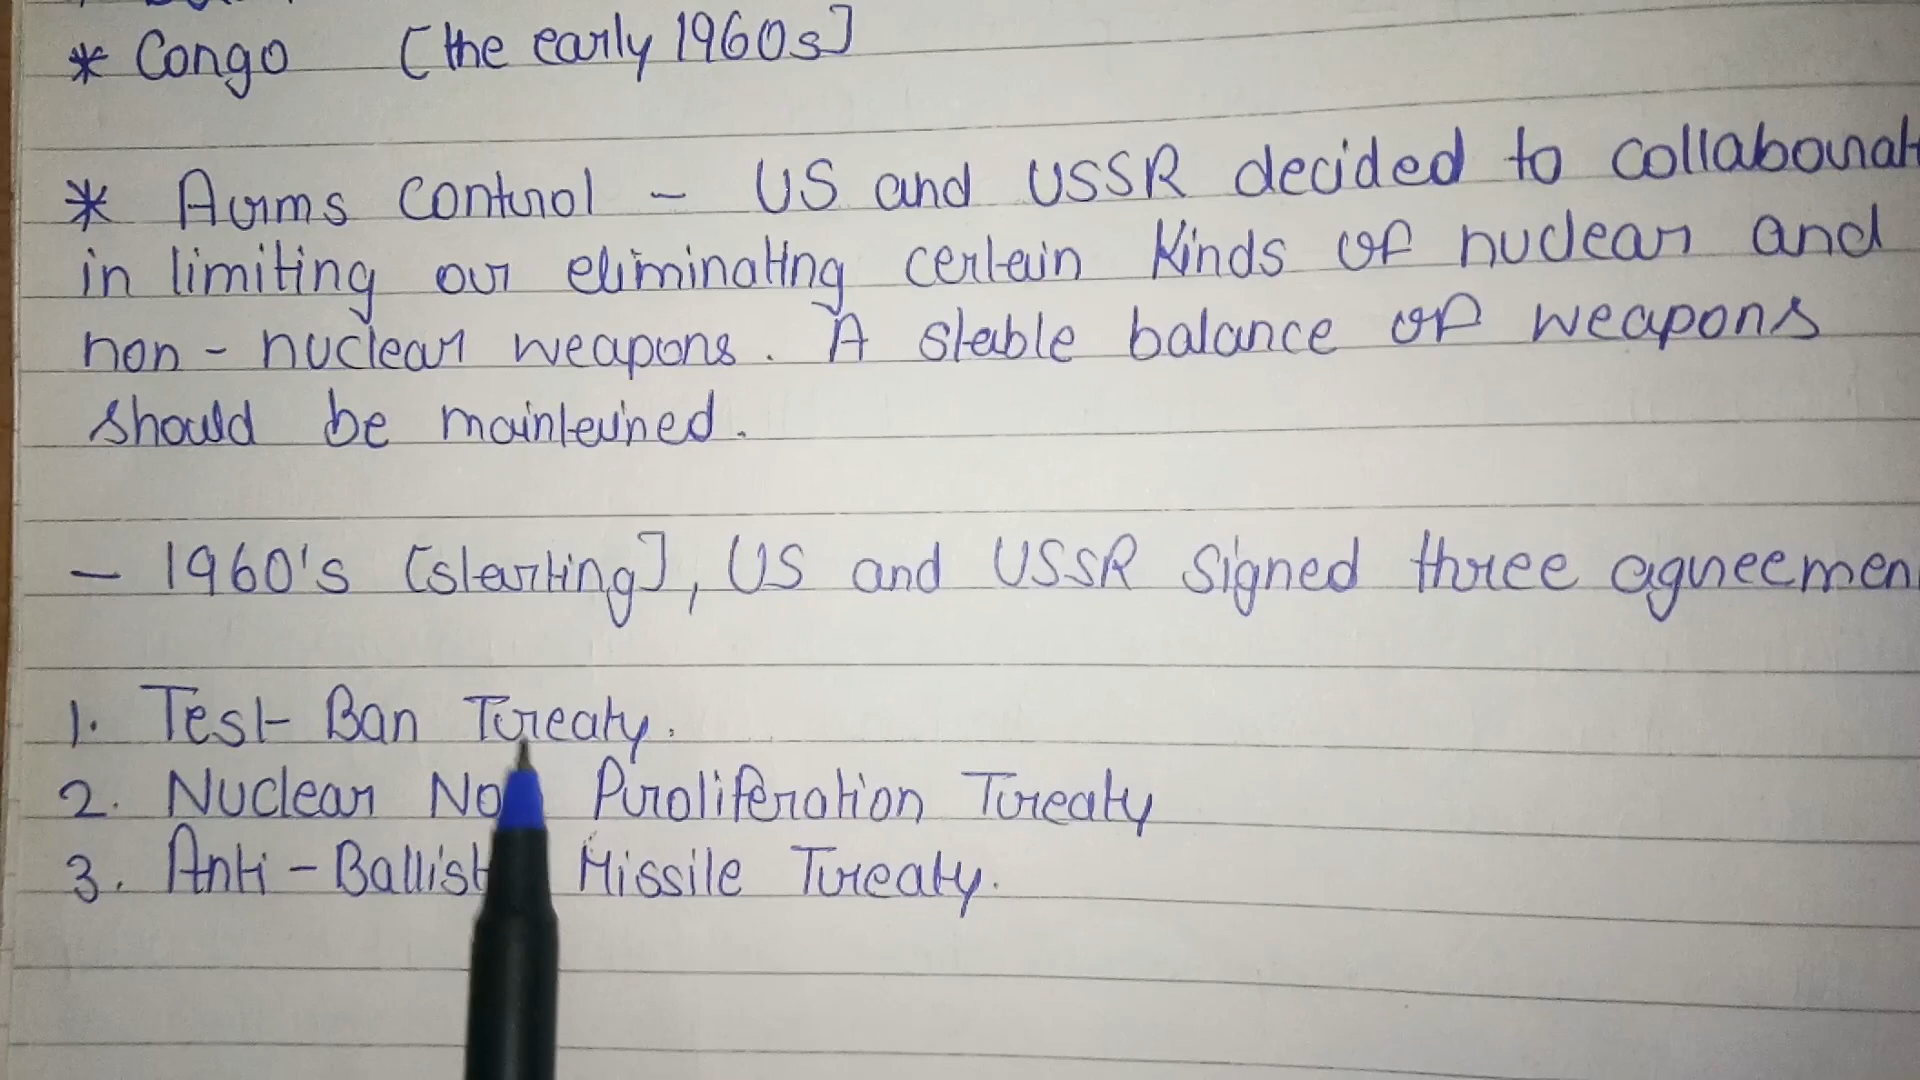 * Congo [the early 1960s]
* Arms control - US and USSR decided to collaborat
in limiting or eliminating certain kinds of nuclear and
non-nuclear weapons. A stable balance of weapons
should be maintained.
- 1960's [starting], US and USSR signed three agreemen
1. Test Ban Treaty.
2. Nuclear No Proliferation Treaty
3. Anti-Ballist Missile Treaty.